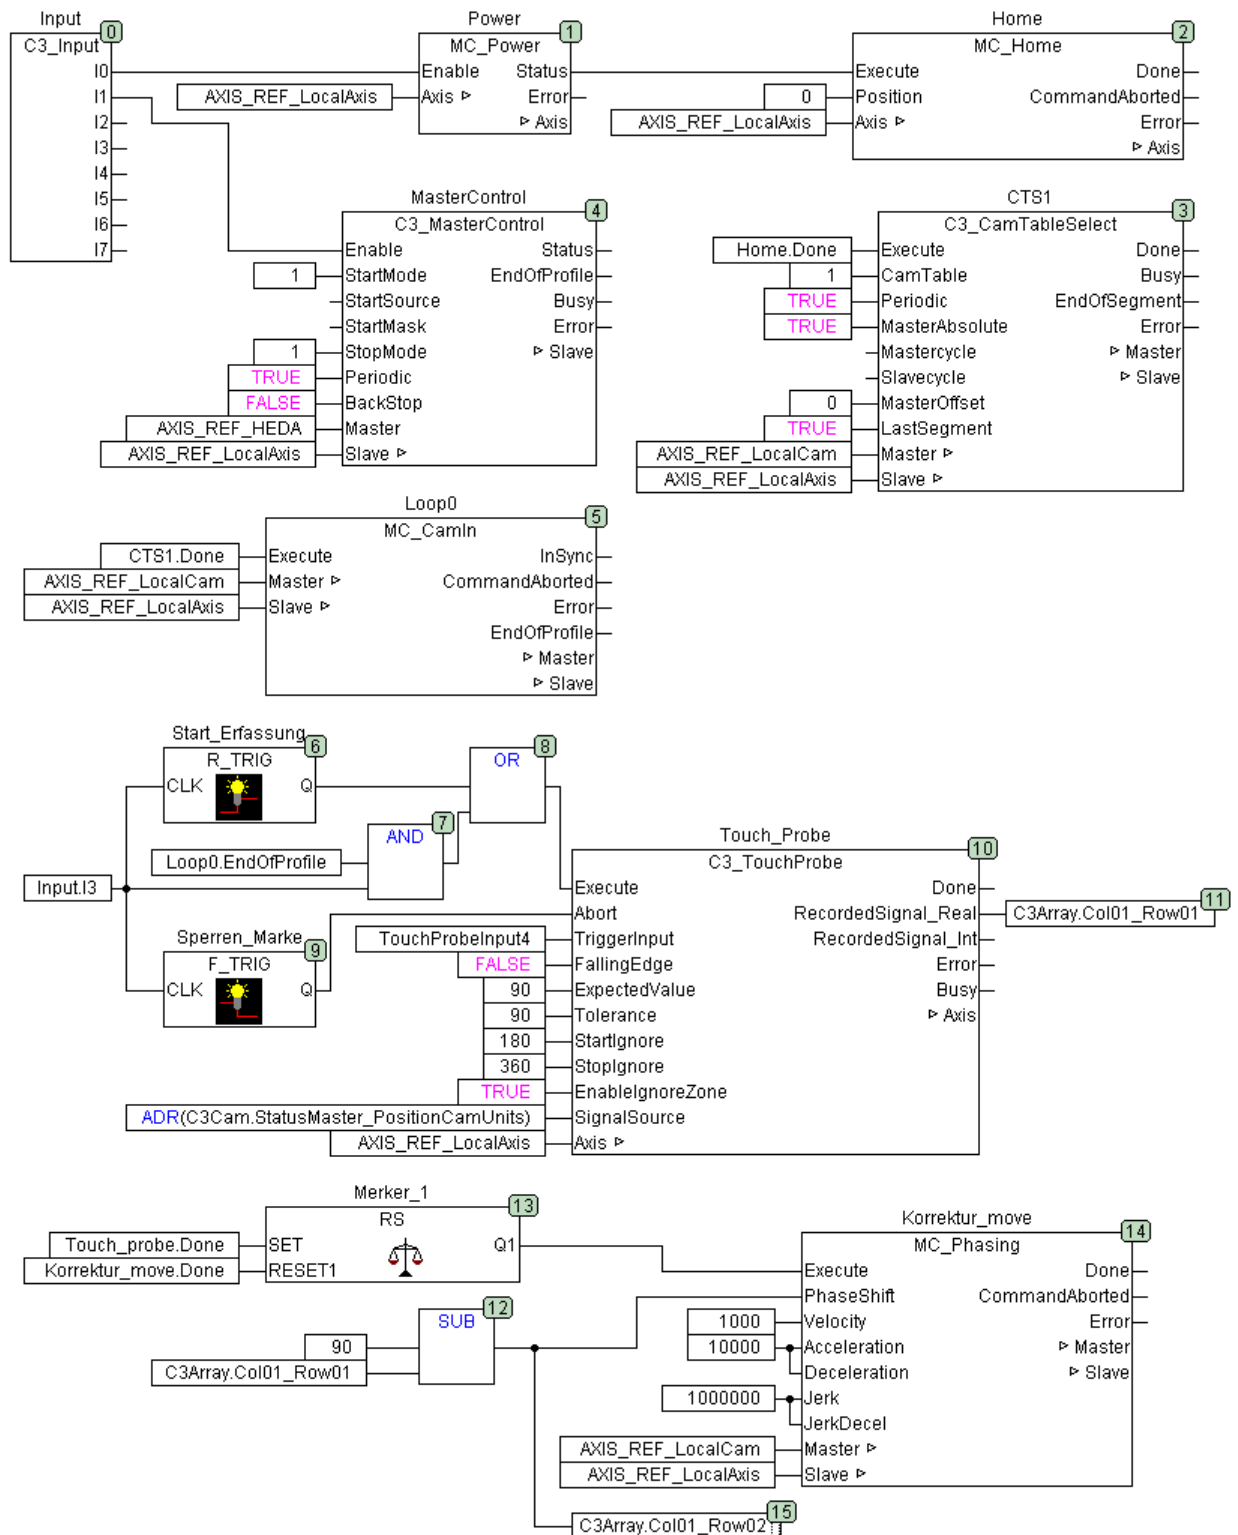 Input
0
C3_Input
I0
I1
I2
I3
I4
I5
I6
I7
Power
1
MC_Power
Enable Status
AXIS_REF_LocalAxis Axis Error
Axis
Home
2
MC_Home
Execute Done
0 Position CommandAborted
AXIS_REF_LocalAxis Axis Error
Axis
MasterControl
4
C3_MasterControl
Enable Status
1 StartMode EndOfProfile
StartSource Busy
StartMask Error
1 StopMode Slave
TRUE Periodic
FALSE BackStop
AXIS_REF_HEDA Master
AXIS_REF_LocalAxis Slave
CTS1
3
C3_CamTableSelect
Home.Done Execute Done
1 CamTable Busy
TRUE Periodic EndOfSegment
TRUE MasterAbsolute Error
Mastercycle Master
Slavecycle Slave
0 MasterOffset
TRUE LastSegment
AXIS_REF_LocalCam Master
AXIS_REF_LocalAxis Slave
Loop0
5
MC_CamIn
CTS1.Done Execute InSync
AXIS_REF_LocalCam Master CommandAborted
AXIS_REF_LocalAxis Slave Error
EndOfProfile
Master
Slave
Start_Erfassung
6
R_TRIG
CLK Q
8
OR
7
AND
Loop0.EndOfProfile
Input.I3
Sperren_Marke
9
F_TRIG
CLK Q
Touch_Probe
10
C3_TouchProbe
Execute Done
Abort RecordedSignal_Real
11
C3Array.Col01_Row01
TouchProbeInput4 TriggerInput RecordedSignal_Int
FALSE FallingEdge Error
90 ExpectedValue Busy
90 Tolerance Axis
180 StartIgnore
360 StopIgnore
TRUE EnableIgnoreZone
ADR(C3Cam.StatusMaster_PositionCamUnits) SignalSource
AXIS_REF_LocalAxis Axis
Merker_1
13
RS
Touch_probe.Done SET Q1
Korrektur_move.Done RESET1
12
SUB
90
C3Array.Col01_Row01
Korrektur_move
14
MC_Phasing
Execute Done
PhaseShift CommandAborted
1000 Velocity Error
10000 Acceleration Master
Deceleration Slave
1000000 Jerk
JerkDecel
AXIS_REF_LocalCam Master
AXIS_REF_LocalAxis Slave
15
C3Array.Col01_Row02